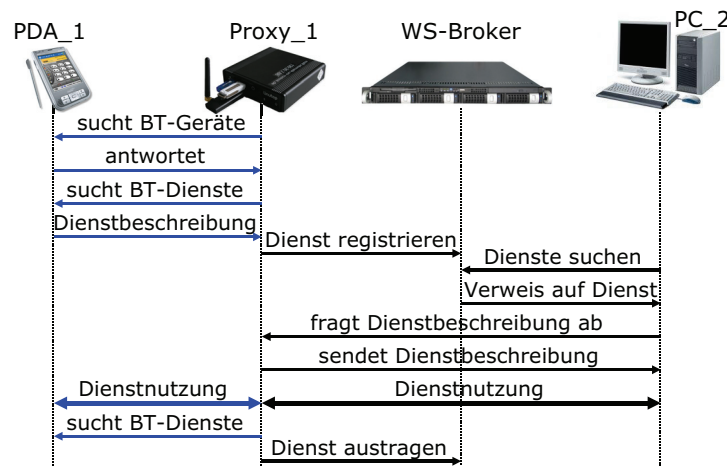 PDA_1 Proxy_1 WS-Broker PC_2
sucht BT-Geräte
antwortet
sucht BT-Dienste
Dienstbeschreibung
Dienst registrieren
Dienste suchen
Verweis auf Dienst
fragt Dienstbeschreibung ab
sendet Dienstbeschreibung
Dienstnutzung Dienstnutzung
sucht BT-Dienste
Dienst austragen